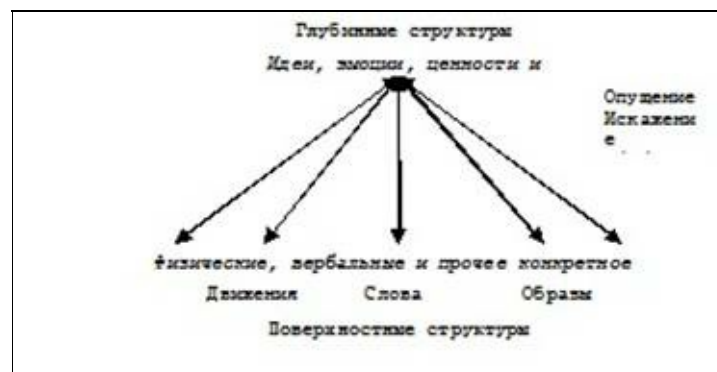 Глубинные структуры
Идеи, эмоции, ценности и
Опущение
Искажени
е
физические, вербальные и прочее конкретное
Движения Слова Образы
Поверхностные структуры